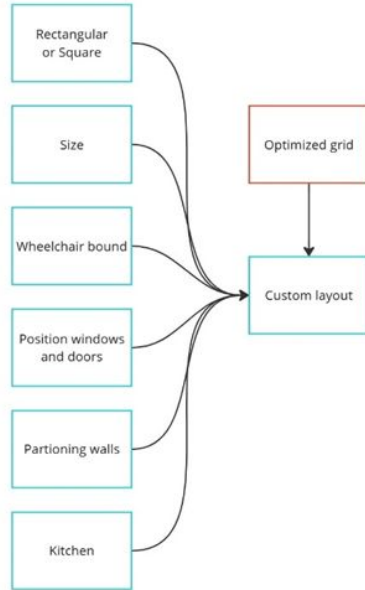 Rectangular
or Square
Size
Optimized grid
Wheelchair bound
Custom layout
Position windows
and doors
Partioning walls
Kitchen